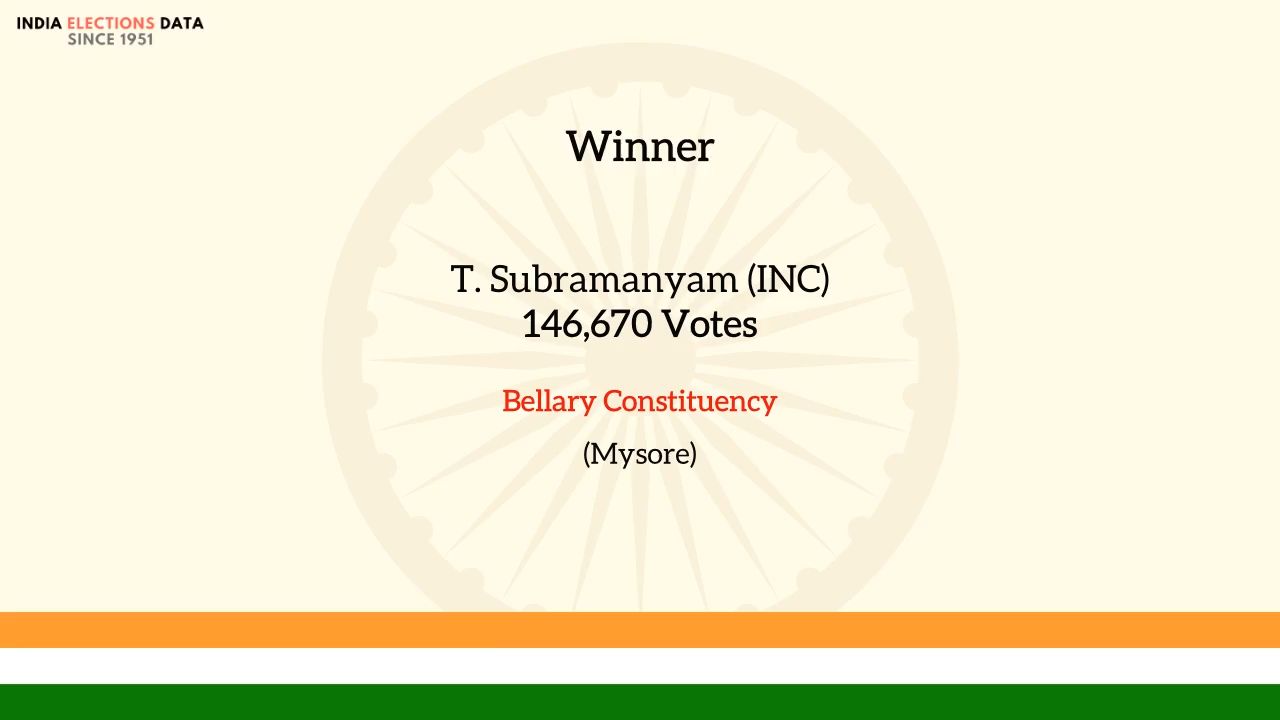 INDIA ELECTIONS DATA
SINCE 1951
Winner
T. Subramanyam (INC)
146,670 Votes
Bellary Constituency
(Mysore)